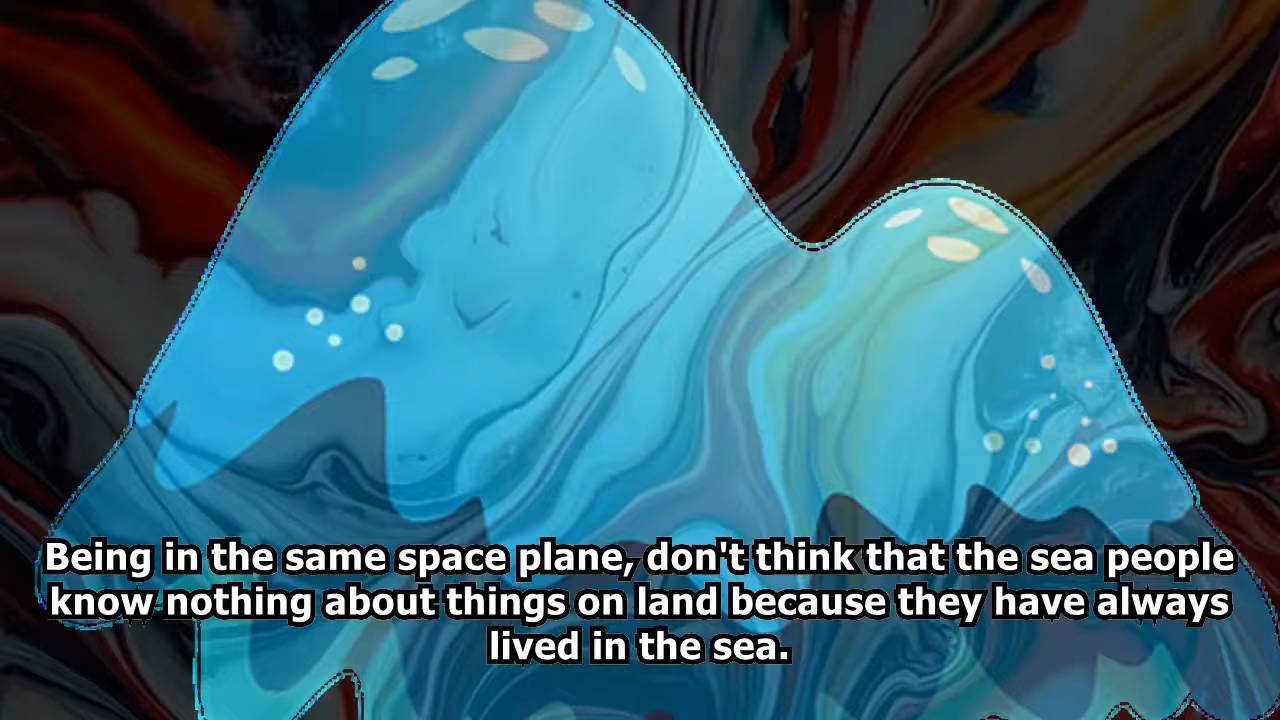 Being in the same space plane, don't think that the sea people
know nothing about things on land because they have always
lived in the sea.